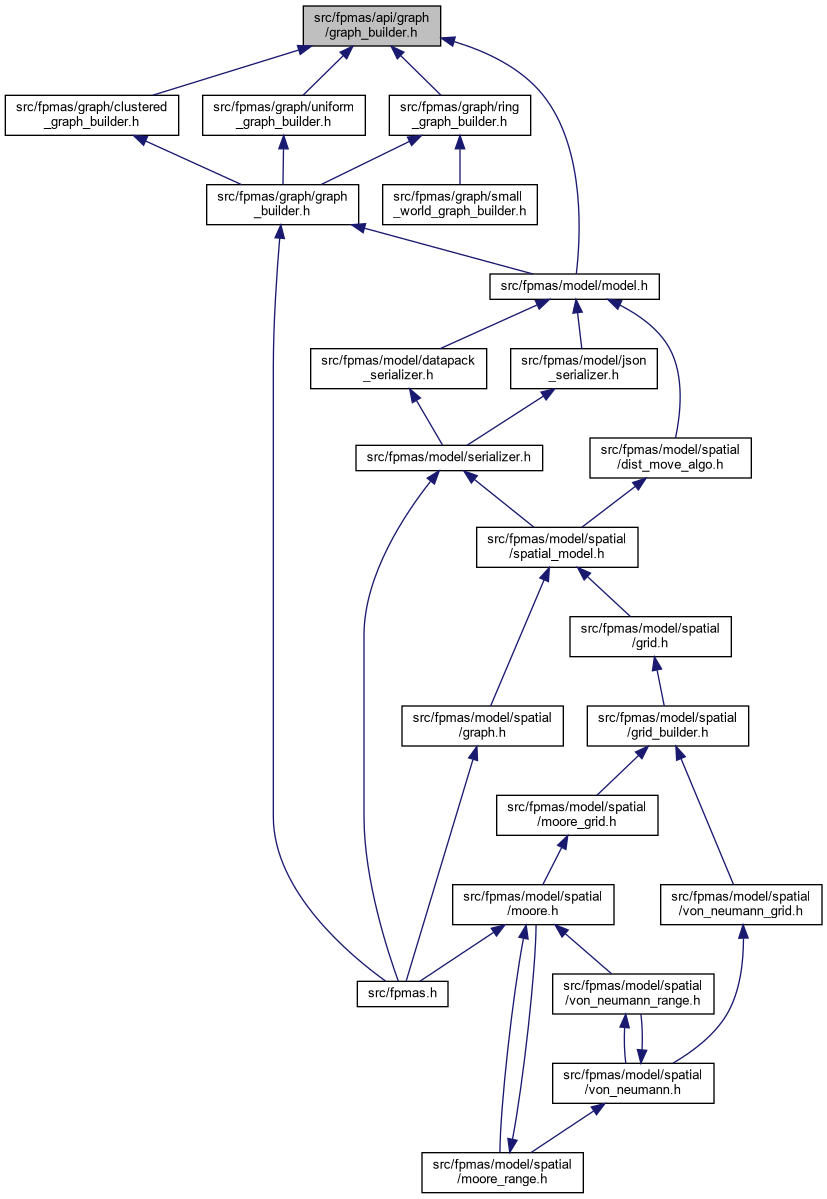 src/fpmas/api/graph
/graph_builder.h
src/fpmas/graph/clustered
_graph_builder.h
src/fpmas/graph/uniform
_graph_builder.h
src/fpmas/graph/ring
_graph_builder.h
src/fpmas/graph/graph
_builder.h
src/fpmas/graph/small
_world_graph_builder.h
src/fpmas/model/model.h
src/fpmas/model/datapack
_serializer.h
src/fpmas/model/json
_serializer.h
src/fpmas/model/serializer.h
src/fpmas/model/spatial
/dist_move_algo.h
src/fpmas/model/spatial
/spatial_model.h
src/fpmas/model/spatial
/grid.h
src/fpmas/model/spatial
/graph.h
src/fpmas/model/spatial
/grid_builder.h
src/fpmas/model/spatial
/moore_grid.h
src/fpmas/model/spatial
/moore.h
src/fpmas/model/spatial
/von_neumann_grid.h
src/fpmas.h
src/fpmas/model/spatial
/von_neumann_range.h
src/fpmas/model/spatial
/von_neumann.h
src/fpmas/model/spatial
/moore_range.h